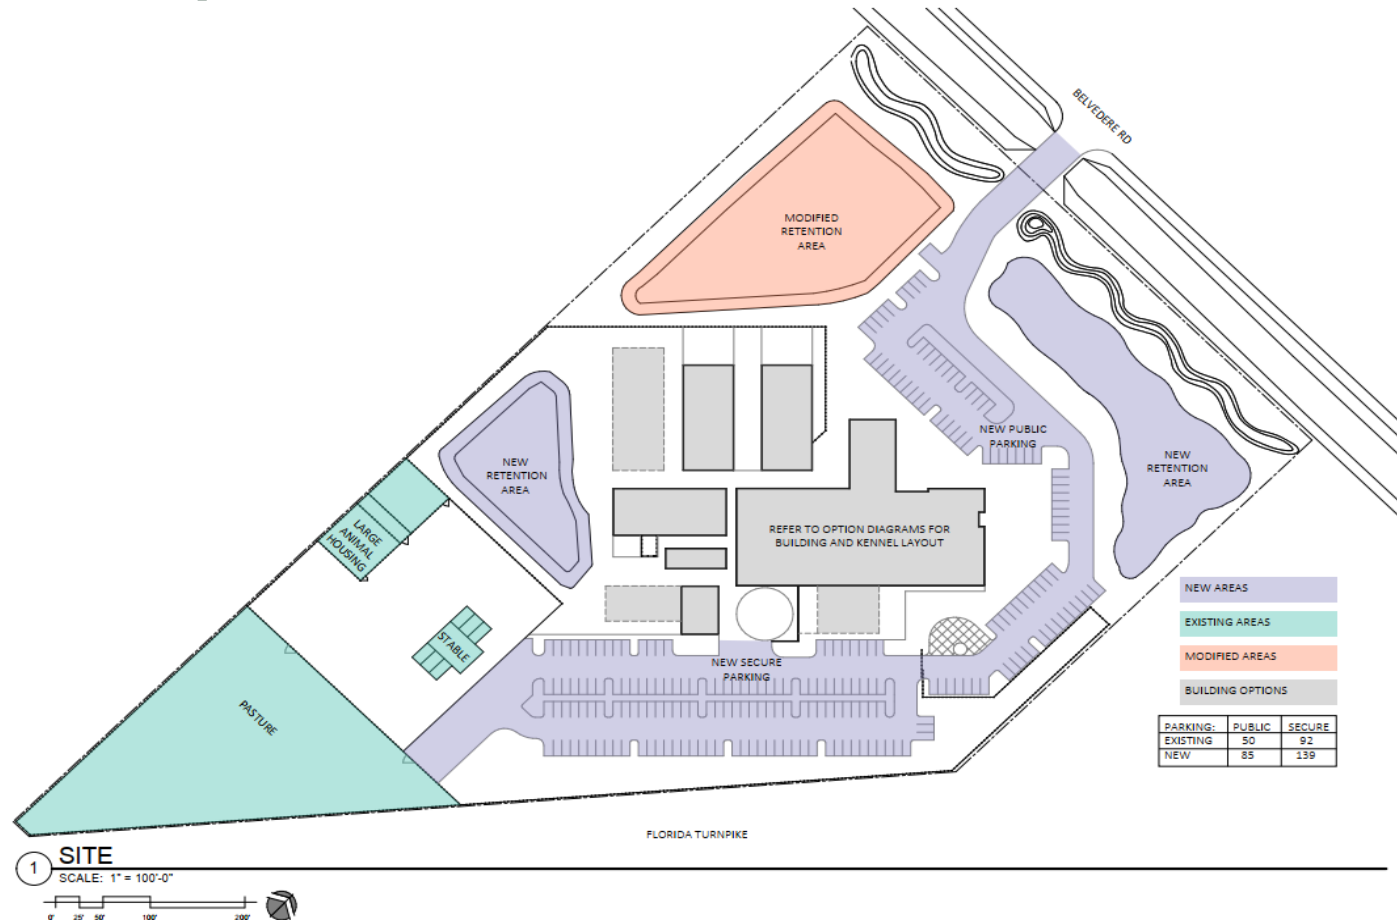 BELVEDERE RD
MODIFIED
RETENTION
AREA
NEW PUBLIC
PARKING
NEW
RETENTION
AREA
NEW
RETENTION
AREA
LARGE
ANIMAL
HOUSING
REFER TO OPTION DIAGRAMS FOR
BUILDING AND KENNEL LAYOUT
STABLE
NEW SECURE
PARKING
PASTURE
NEW AREAS
EXISTING AREAS
MODIFIED AREAS
BUILDING OPTIONS
PARKING: PUBLIC SECURE
EXISTING 50 92
NEW 85 139
FLORIDA TURNPIKE
1 SITE
SCALE: 1" = 100'-0"
0' 25' 50' 100' 200'